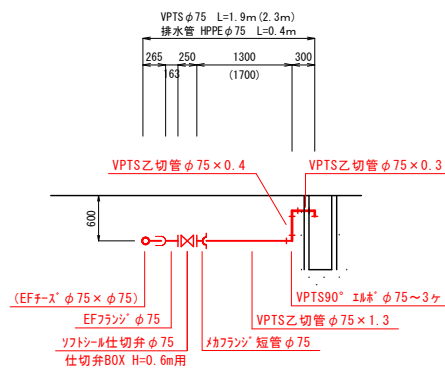 VPTSφ75 L=1.9m(2.3m)
排水管 HPPEφ75 L=0.4m
265 250 1300 300
163 (1700)
VPTS乙切管φ75×0.4 VPTS乙切管φ75×0.3
600
(EFチーズφ75×φ75) VPTS90° エルボφ75～3ヶ
EFフランジφ75 VPTS乙切管φ75×1.3
ソフトシール仕切弁φ75 メカフランジ短管φ75
仕切弁BOX H=0.6m用